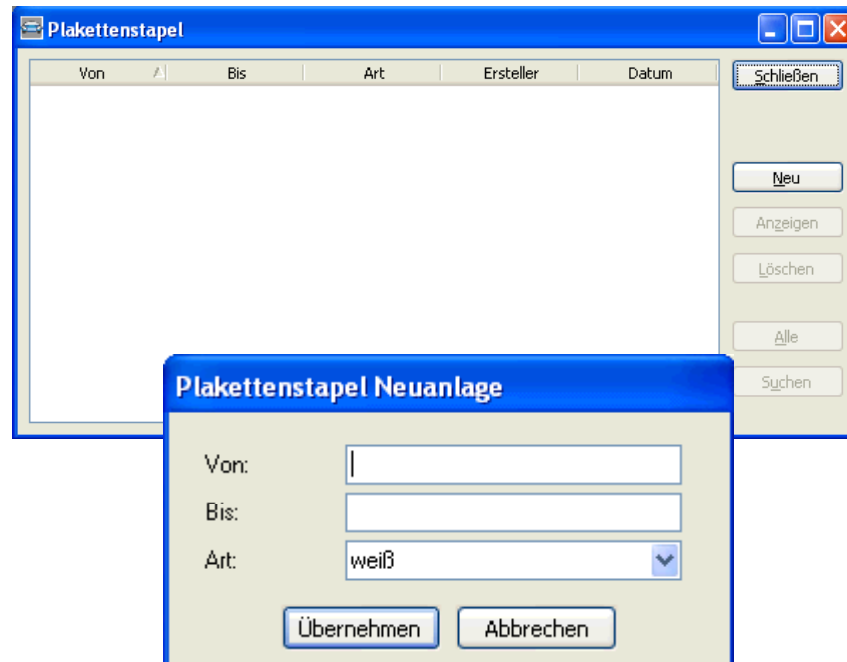 Plakettenstapel
Von Bis Art Ersteller Datum
Schließen
Neu
Anzeigen
Löschen
Alle
Suchen
Plakettenstapel Neuanlage
Von:
Bis:
Art: weiß
Übernehmen Abbrechen